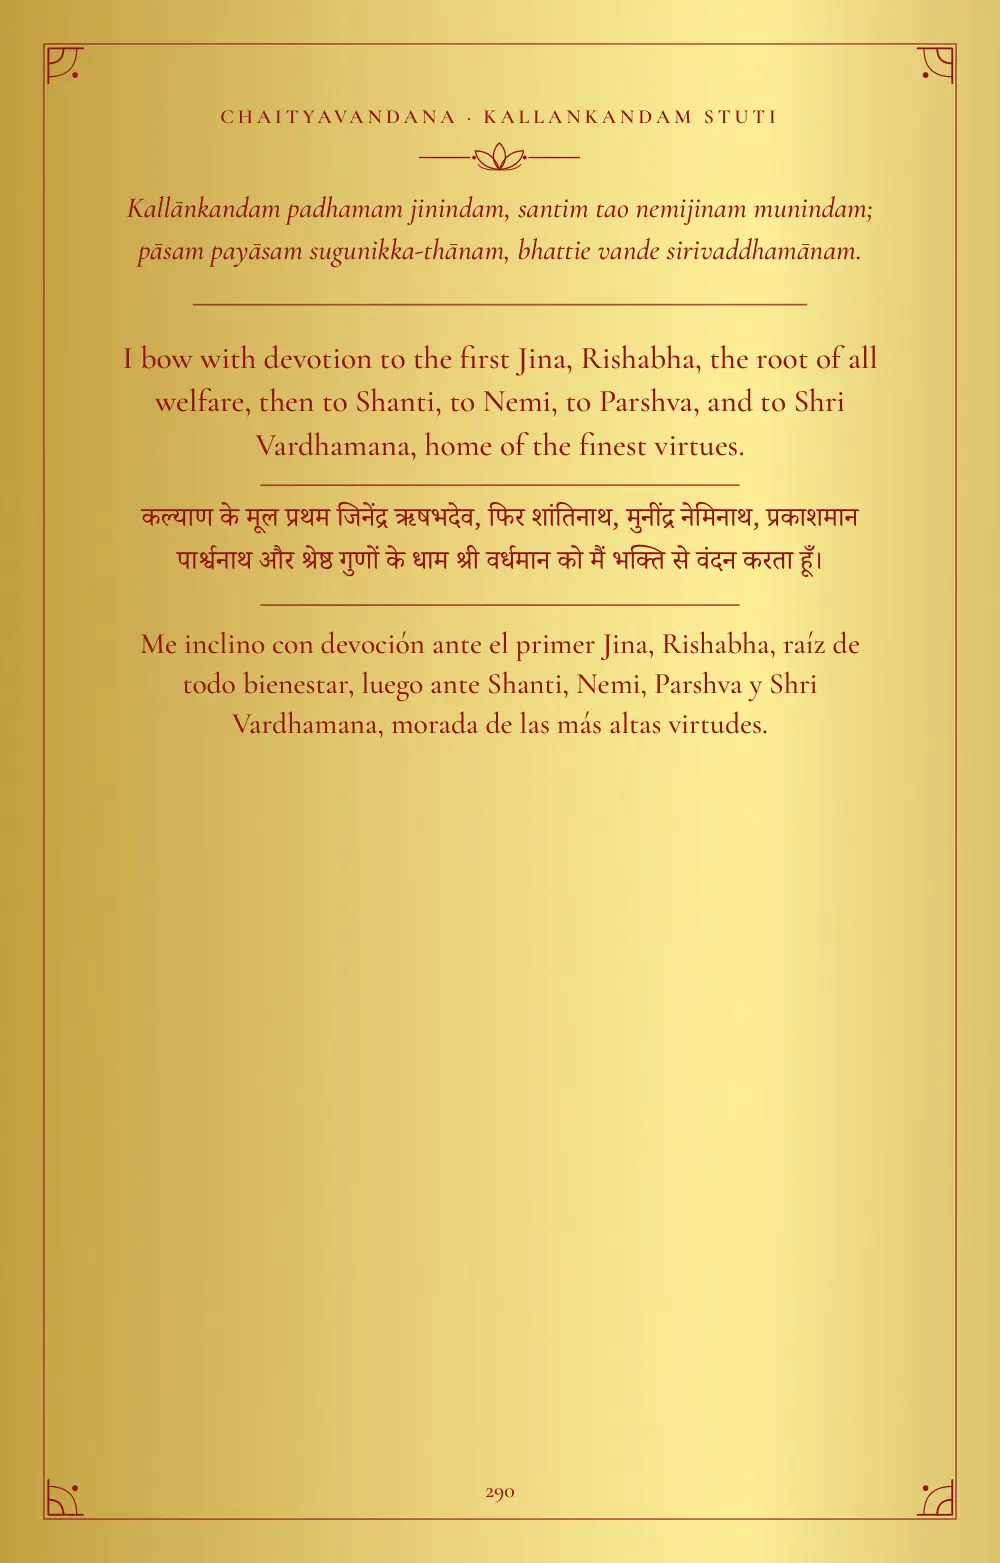 CHAITYAVANDANA · KALLANKANDAM STUTI
Kallānkandam padhamam jinindam, santim tao nemijinam munindam;
pāsam payāsam sugunikka-thānam, bhattie vande sirivaddhamānam.
I bow with devotion to the first Jina, Rishabha, the root of all
welfare, then to Shanti, to Nemi, to Parshva, and to Shri
Vardhamana, home of the finest virtues.
कल्याण के मूल प्रथम जिनेंद्र ऋषभदेव, फिर शांतिनाथ, मुनींद्र नेमिनाथ, प्रकाशमान
पार्श्वनाथ और श्रेष्ठ गुणों के धाम श्री वर्धमान को मैं भक्ति से वंदन करता हूँ।
Me inclino con devoción ante el primer Jina, Rishabha, raíz de
todo bienestar, luego ante Shanti, Nemi, Parshva y Shri
Vardhamana, morada de las más altas virtudes.
290